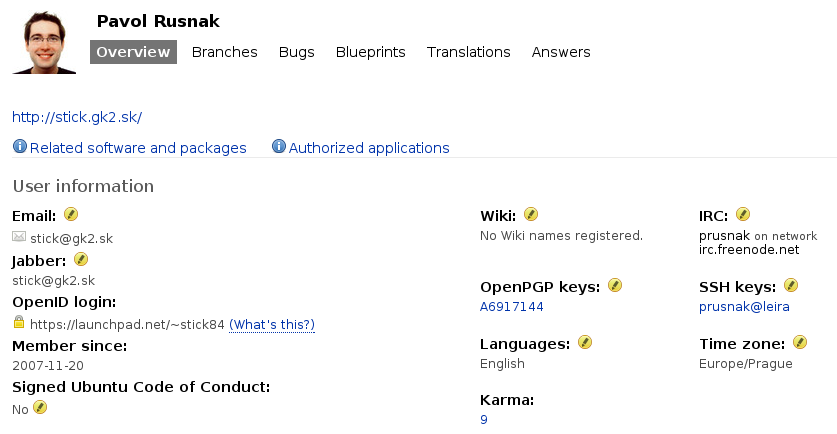 Pavol Rusnak
Overview Branches Bugs Blueprints Translations Answers
http://stick.gk2.sk/
Related software and packages Authorized applications
User information
Email:
stick@gk2.sk
Jabber:
stick@gk2.sk
OpenID login:
https://launchpad.net/~stick84 (What's this?)
Member since:
2007-11-20
Signed Ubuntu Code of Conduct:
No
Wiki:
No Wiki names registered.
IRC:
prusnak on network
irc.freenode.net
OpenPGP keys:
A6917144
SSH keys:
prusnak@leira
Languages:
English
Time zone:
Europe/Prague
Karma:
9